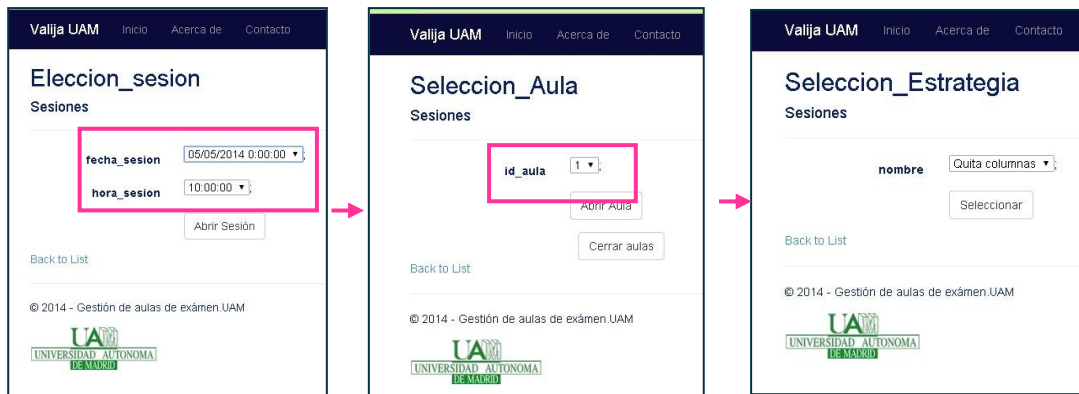 Valija UAM Inicio Acerca de Contacto
Eleccion_sesion
Sesiones
fecha_sesion 05/05/2014 0:00:00 ;
hora_sesion 10:00:00 ;
Abrir Sesión
Back to List
© 2014 - Gestión de aulas de exámen.UAM
UA
UNIVERSIDAD AUTONOMA
DE MADRID
Valija UAM Inicio Acerca de Contacto
Seleccion_Aula
Sesiones
id_aula 1 ;
Abrir Aula
Cerrar aulas
Back to List
© 2014 - Gestión de aulas de exámen.UAM
UA
UNIVERSIDAD AUTONOMA
DE MADRID
Valija UAM Inicio Acerca de Contacto
Seleccion_Estrategia
Sesiones
nombre Quita columnas ;
Seleccionar
Back to List
© 2014 - Gestión de aulas de exámen.UAM
UA
UNIVERSIDAD AUTONOMA
DE MADRID